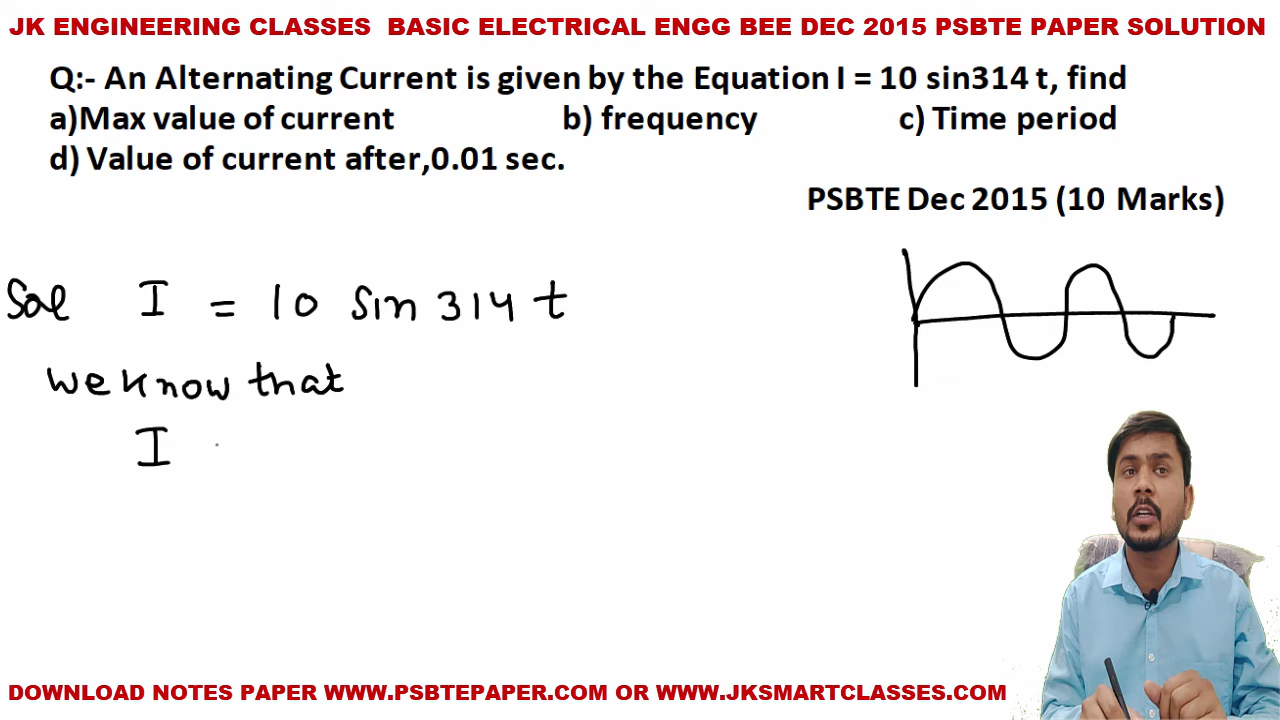 JK ENGINEERING CLASSES BASIC ELECTRICAL ENGG BEE DEC 2015 PSBTE PAPER SOLUTION
Q:- An Alternating Current is given by the Equation I = 10 sin314 t, find
a)Max value of current b) frequency c) Time period
d) Value of current after,0.01 sec.
PSBTE Dec 2015 (10 Marks)
Sol I = 10 Sin 314 t
we know that
I
DOWNLOAD NOTES PAPER WWW.PSBTEPAPER.COM OR WWW.JKSMARTCLASSES.COM